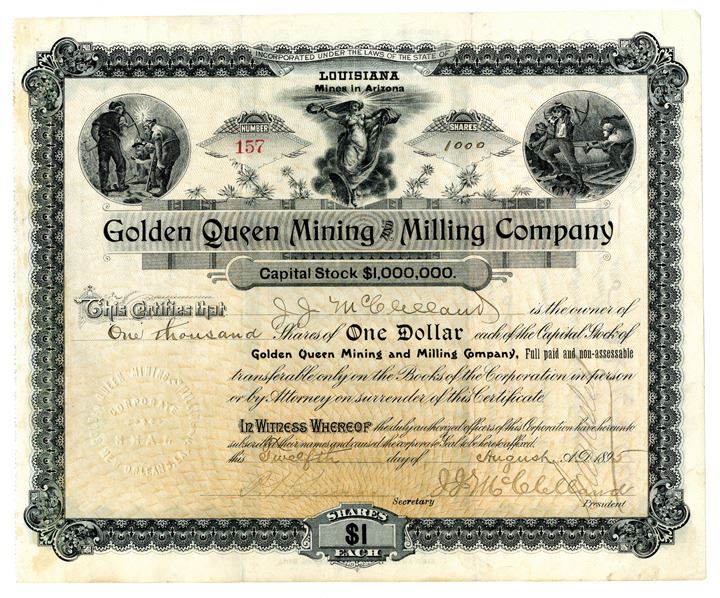 INCORPORATED UNDER THE LAWS OF THE STATE OF
LOUISIANA
Mines in Arizona
NUMBER
157
SHARES
1000
Golden Queen Mining AND Milling Company
Capital Stock $1,000,000.
This Certifies that J J McClelland is the owner of
One thousand Shares of One Dollar each of the Capital Stock of
Golden Queen Mining and Milling Company, Full paid and non-assessable
transferable only on the Books of the Corporation in person
or by Attorney on surrender of this Certificate
In Witness Whereof the duly authorized officers of this Corporation have hereunto
subscribed their names and caused the corporate Seal to be hereto affixed.
this Twelfth day of August A.D. 1895
J J McClelland
Secretary
President
SHARES
$1
EACH
QUEEN MINING
CORPORATE
SEAL